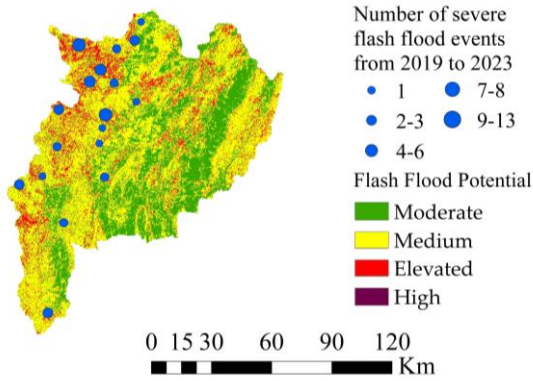 Number of severe
flash flood events
from 2019 to 2023
1
7-8
2-3
9-13
4-6
Flash Flood Potential
Moderate
Medium
Elevated
High
0 15 30 60 90 120
Km